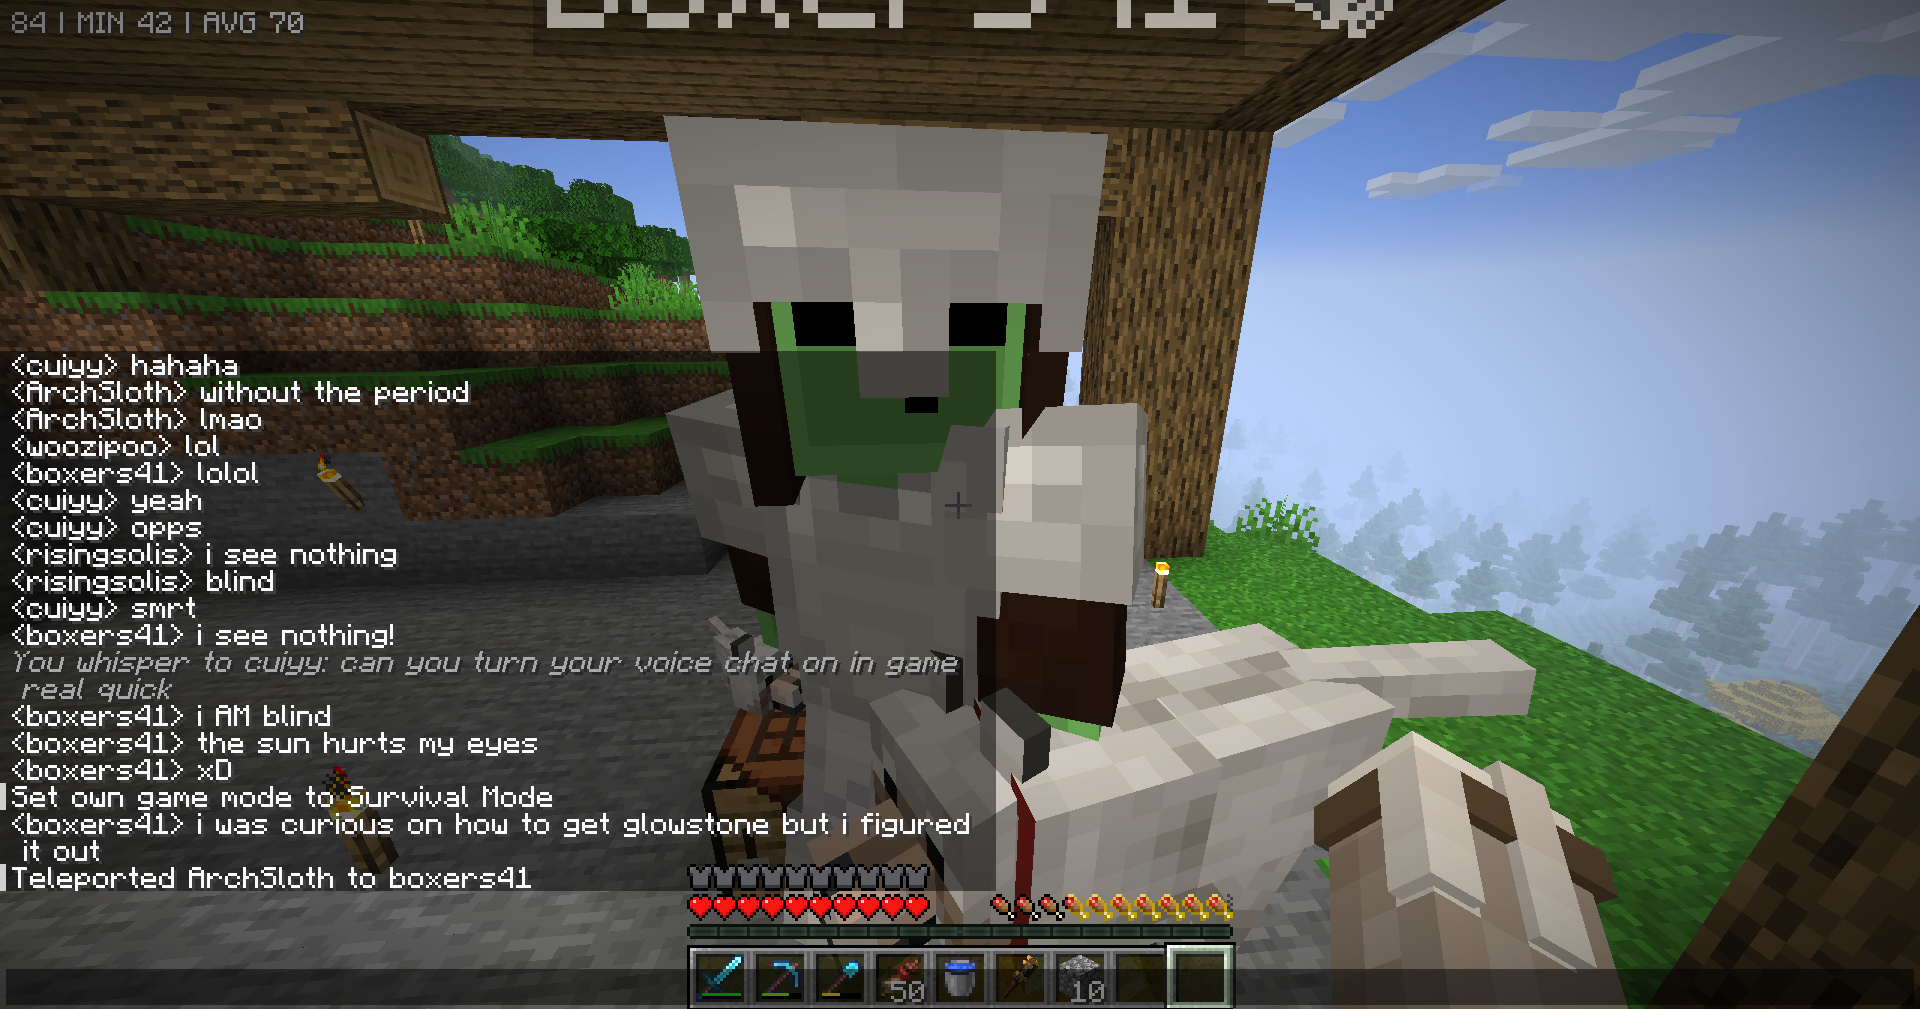 84 | MIN 42 | AVG 70
<cuiyy> hahaha
<ArchSloth> without the period
<ArchSloth> lmao
<woozipoo> lol
<boxers41> lolol
<cuiyy> yeah
<cuiyy> opps
<risingsolis> i see nothing
<risingsolis> blind
<cuiyy> smrt
<boxers41> i see nothing!
You whisper to cuiyy: can you turn your voice chat on in game
real quick
<boxers41> i AM blind
<boxers41> the sun hurts my eyes
<boxers41> xD
Set own game mode to Survival Mode
<boxers41> i was curious on how to get glowstone but i figured
it out
Teleported ArchSloth to boxers41
50 10